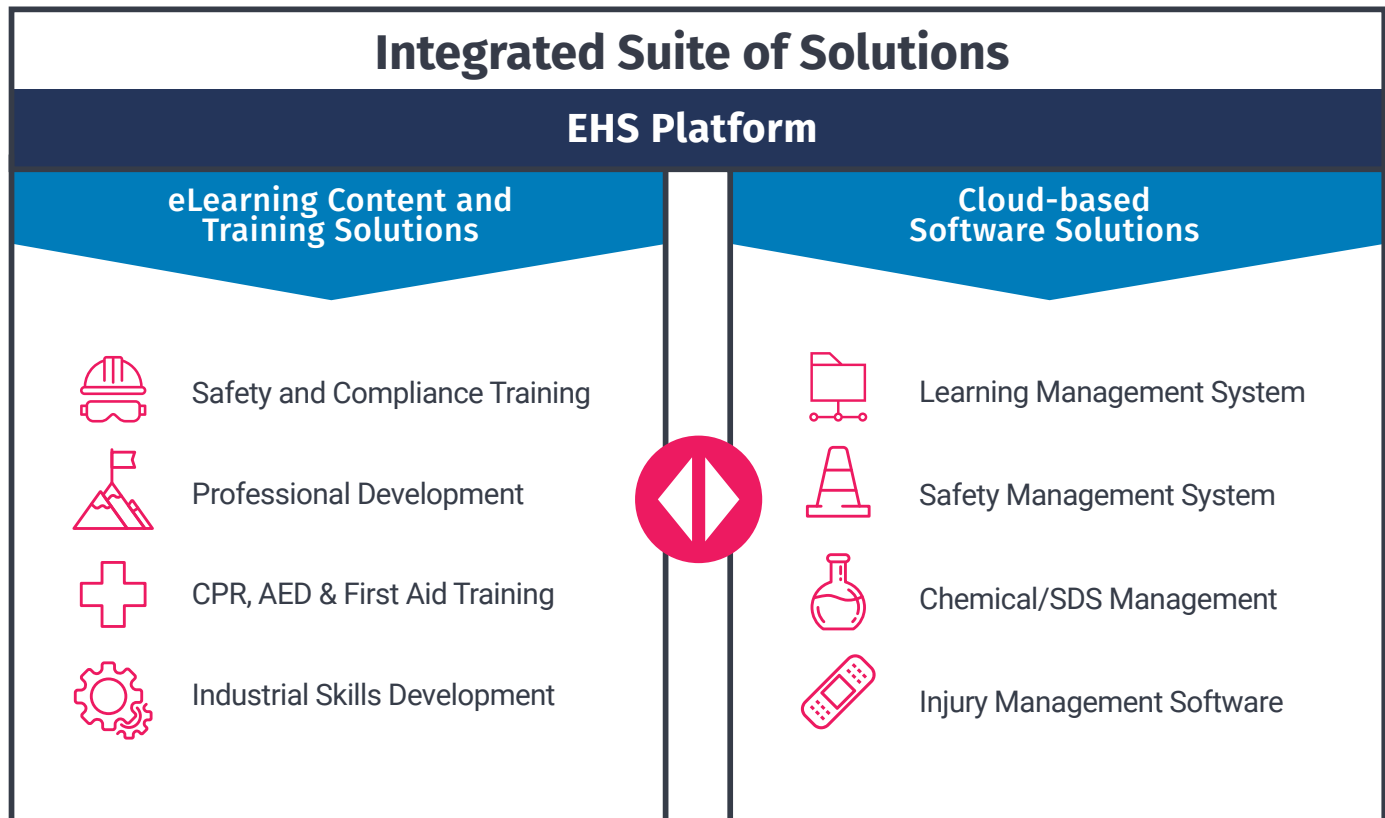 Integrated Suite of Solutions
EHS Platform
eLearning Content and
Training Solutions
Safety and Compliance Training
Professional Development
CPR, AED & First Aid Training
Industrial Skills Development
Cloud-based
Software Solutions
Learning Management System
Safety Management System
Chemical/SDS Management
Injury Management Software